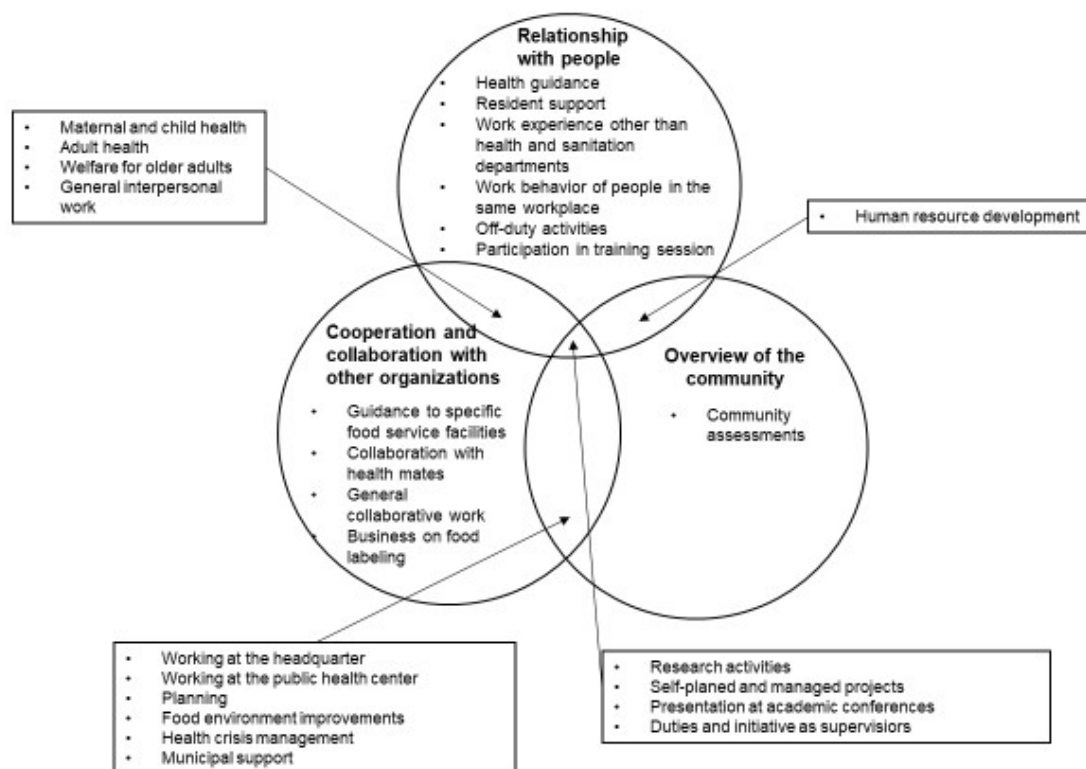 Relationship
with people
• Health guidance
• Resident support
• Work experience other than
health and sanitation
departments
• Work behavior of people in the
same workplace
• Off-duty activities
• Participation in training session
• Maternal and child health
• Adult health
• Welfare for older adults
• General interpersonal
work
• Human resource development
Cooperation and
collaboration with
other organizations
• Guidance to specific
food service facilities
• Collaboration with
health mates
• General
collaborative work
• Business on food
labeling
Overview of the
community
• Community
assessments
• Working at the headquarter
• Working at the public health center
• Planning
• Food environment improvements
• Health crisis management
• Municipal support
• Research activities
• Self-planed and managed projects
• Presentation at academic conferences
• Duties and initiative as supervisiors